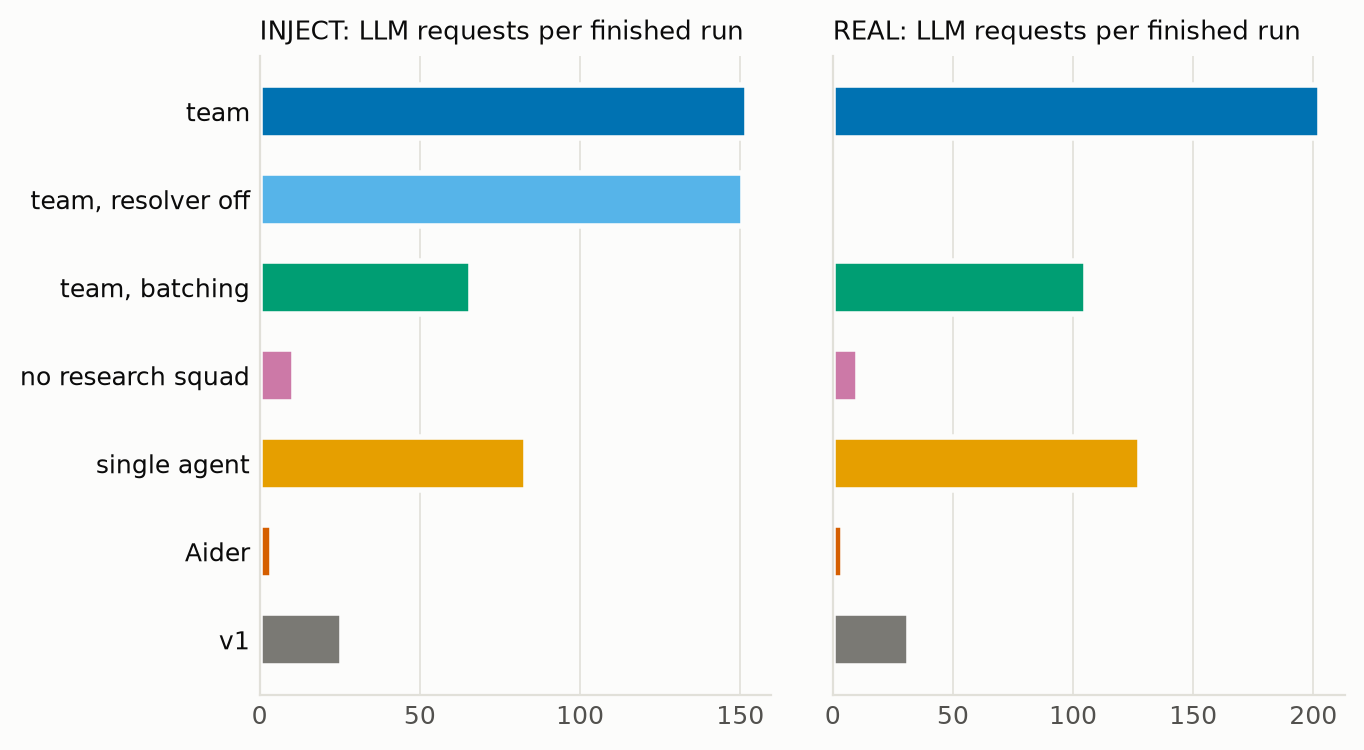 INJECT: LLM requests per finished run
REAL: LLM requests per finished run
team
team, resolver off
team, batching
no research squad
single agent
Aider
v1
0 50 100 150
0 50 100 150 200